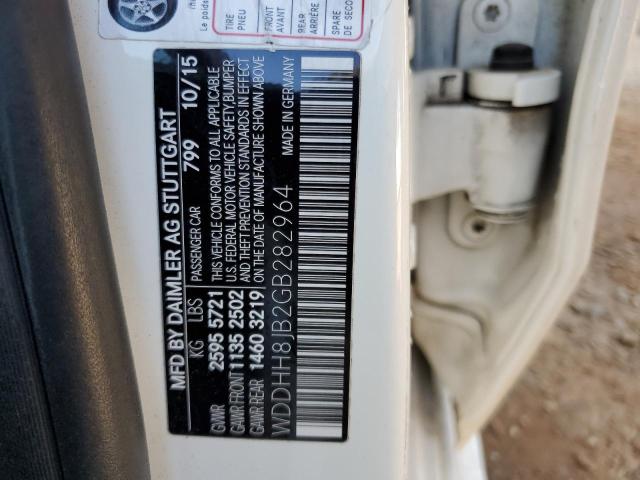 MFD BY DAIMLER AG STUTTGART
PASSENGER CAR 799 10/15
KG LBS
GVWR 2595 5721
GAWR FRONT 1135 2502
GAWR REAR 1460 3219
THIS VEHICLE CONFORMS TO ALL APPLICABLE
U.S. FEDERAL MOTOR VEHICLE SAFETY, BUMPER
AND THEFT PREVENTION STANDARDS IN EFFECT
ON THE DATE OF MANUFACTURE SHOWN ABOVE
WDDHH8JB2GB282964
MADE IN GERMANY
Le poids
TIRE
PNEU
FRONT
AVANT
REAR
ARRIÈRE
SPARE
DE SECO